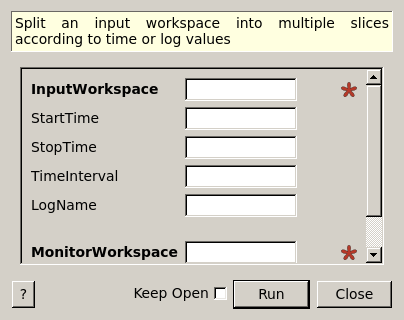 Split an input workspace into multiple slices
according to time or log values
InputWorkspace
StartTime
StopTime
TimeInterval
LogName
MonitorWorkspace
? Keep Open Run Close